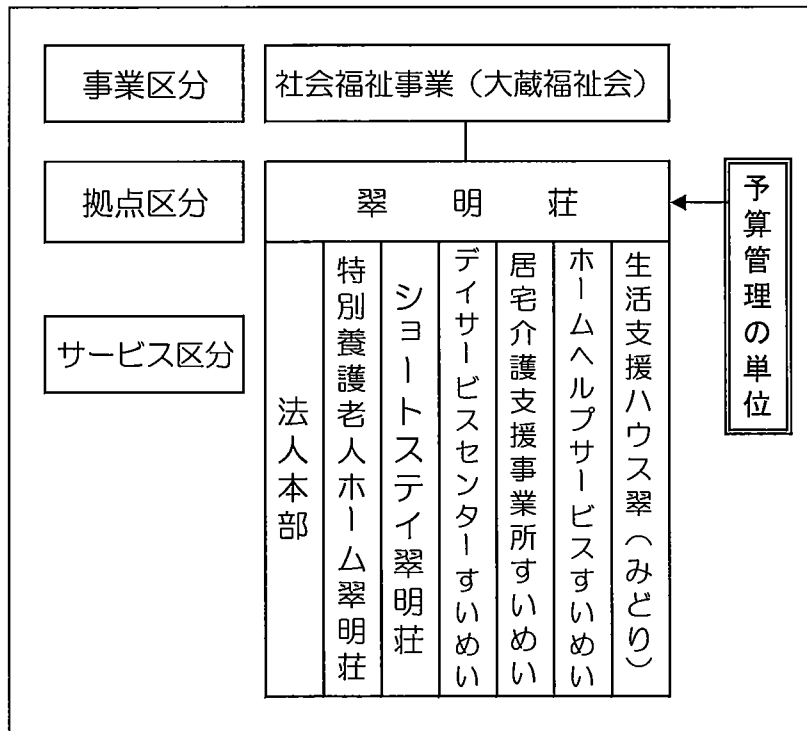 事業区分
社会福祉事業（大蔵福祉会）
拠点区分
翠明荘
予算管理の単位
サービス区分
法人本部
特別養護老人ホーム翠明荘
ショートステイ翠明荘
デイサービスセンターすいめい
居宅介護支援事業所すいめい
ホームヘルプサービスすいめい
生活支援ハウス翠（みどり）